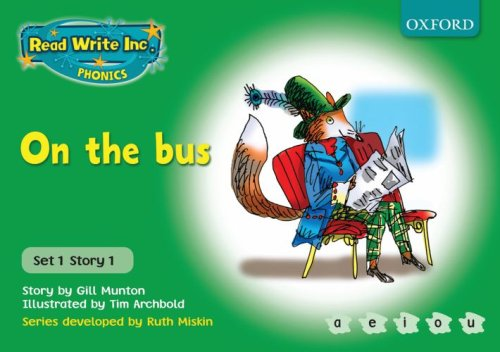 Read Write Inc.
PHONICS
OXFORD
On the bus
Set 1 Story 1
Story by Gill Munton
Illustrated by Tim Archbold
Series developed by Ruth Miskin
a e i o u